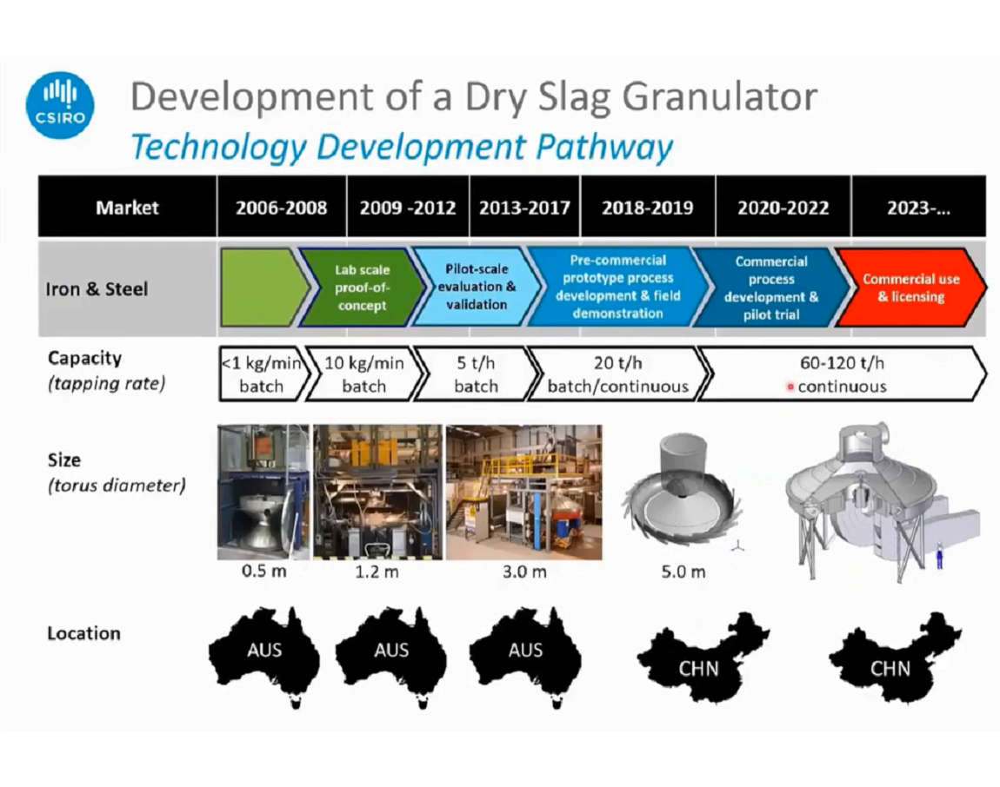 CSIRO
Development of a Dry Slag Granulator
Technology Development Pathway
Market 2006-2008 2009 -2012 2013-2017 2018-2019 2020-2022 2023-...
Iron & Steel
Lab scale
proof-of-
concept
Pilot-scale
evaluation &
validation
Pre-commercial
prototype process
development & field
demonstration
Commercial
process
development &
pilot trial
Commercial use
& licensing
Capacity
(tapping rate)
<1 kg/min
batch
10 kg/min
batch
5 t/h
batch
20 t/h
batch/continuous
60-120 t/h
continuous
Size
(torus diameter)
0.5 m 1.2 m 3.0 m 5.0 m
Location
AUS AUS AUS CHN CHN